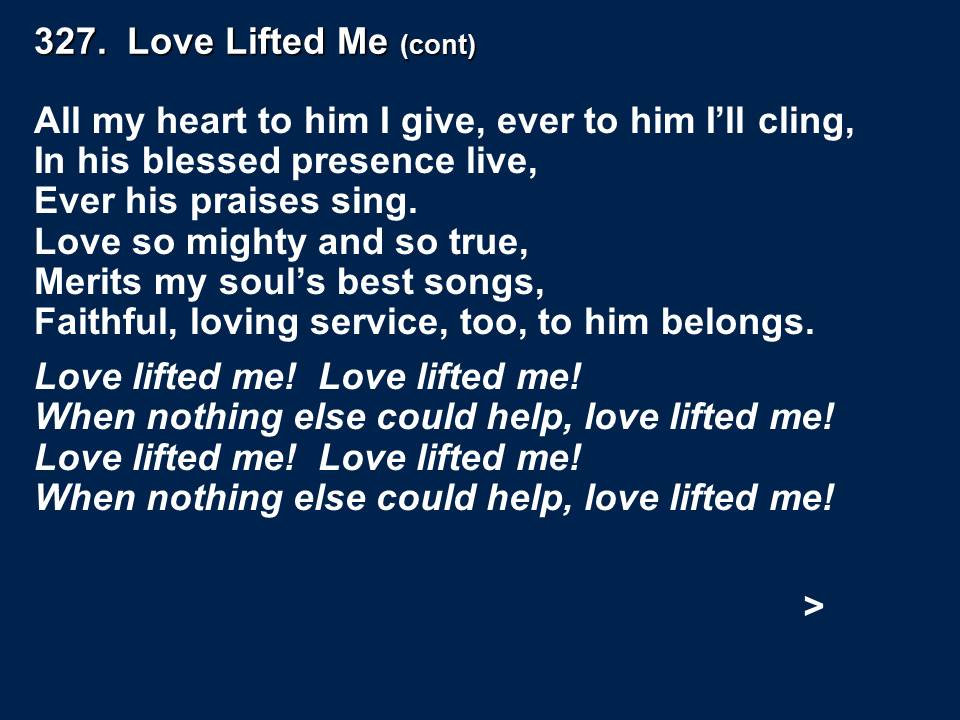 327.  Love Lifted Me (cont)
All my heart to him I give, ever to him I’ll cling,
In his blessed presence live,
Ever his praises sing.
Love so mighty and so true,
Merits my soul’s best songs,
Faithful, loving service, too, to him belongs.
Love lifted me!  Love lifted me!
When nothing else could help, love lifted me!
Love lifted me!  Love lifted me!
When nothing else could help, love lifted me!
>